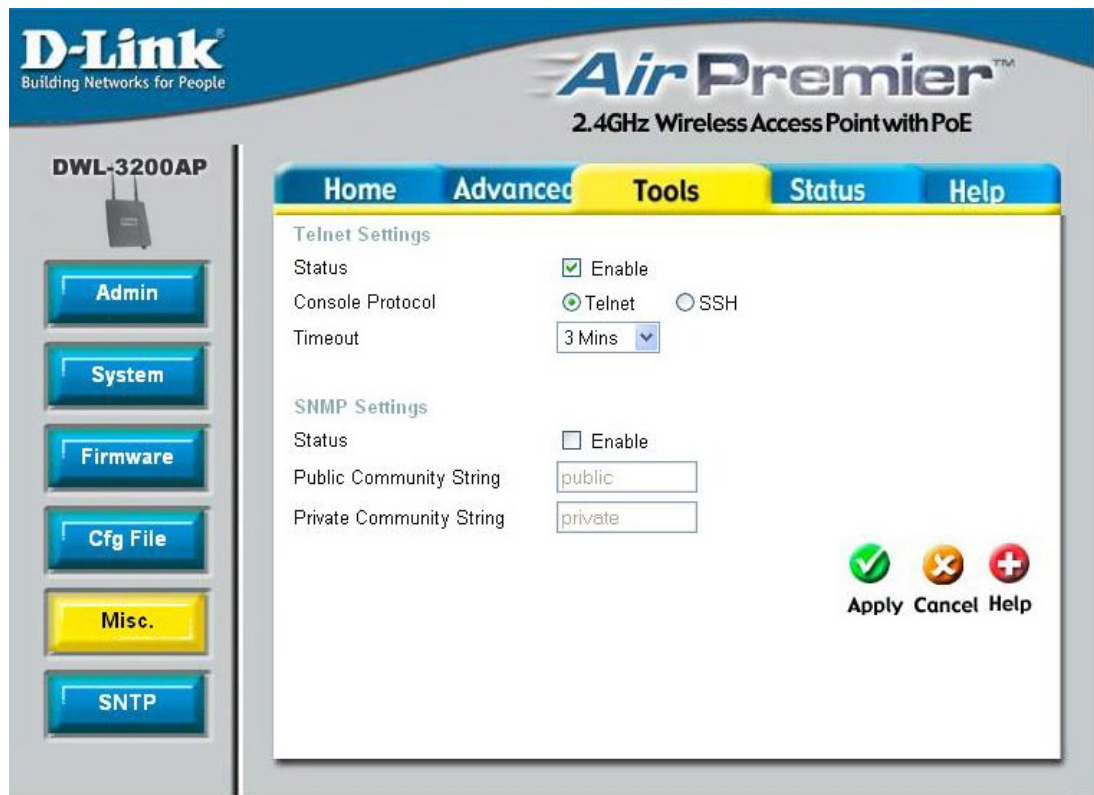 D-Link®
Building Networks for People
AirPremier™
2.4GHz Wireless Access Point with PoE
DWL-3200AP
Home Advanced Tools Status Help
Admin
System
Firmware
Cfg File
Misc.
SNTP
Telnet Settings
Status Enable
Console Protocol Telnet SSH
Timeout 3 Mins
SNMP Settings
Status Enable
Public Community String public
Private Community String private
Apply Cancel Help